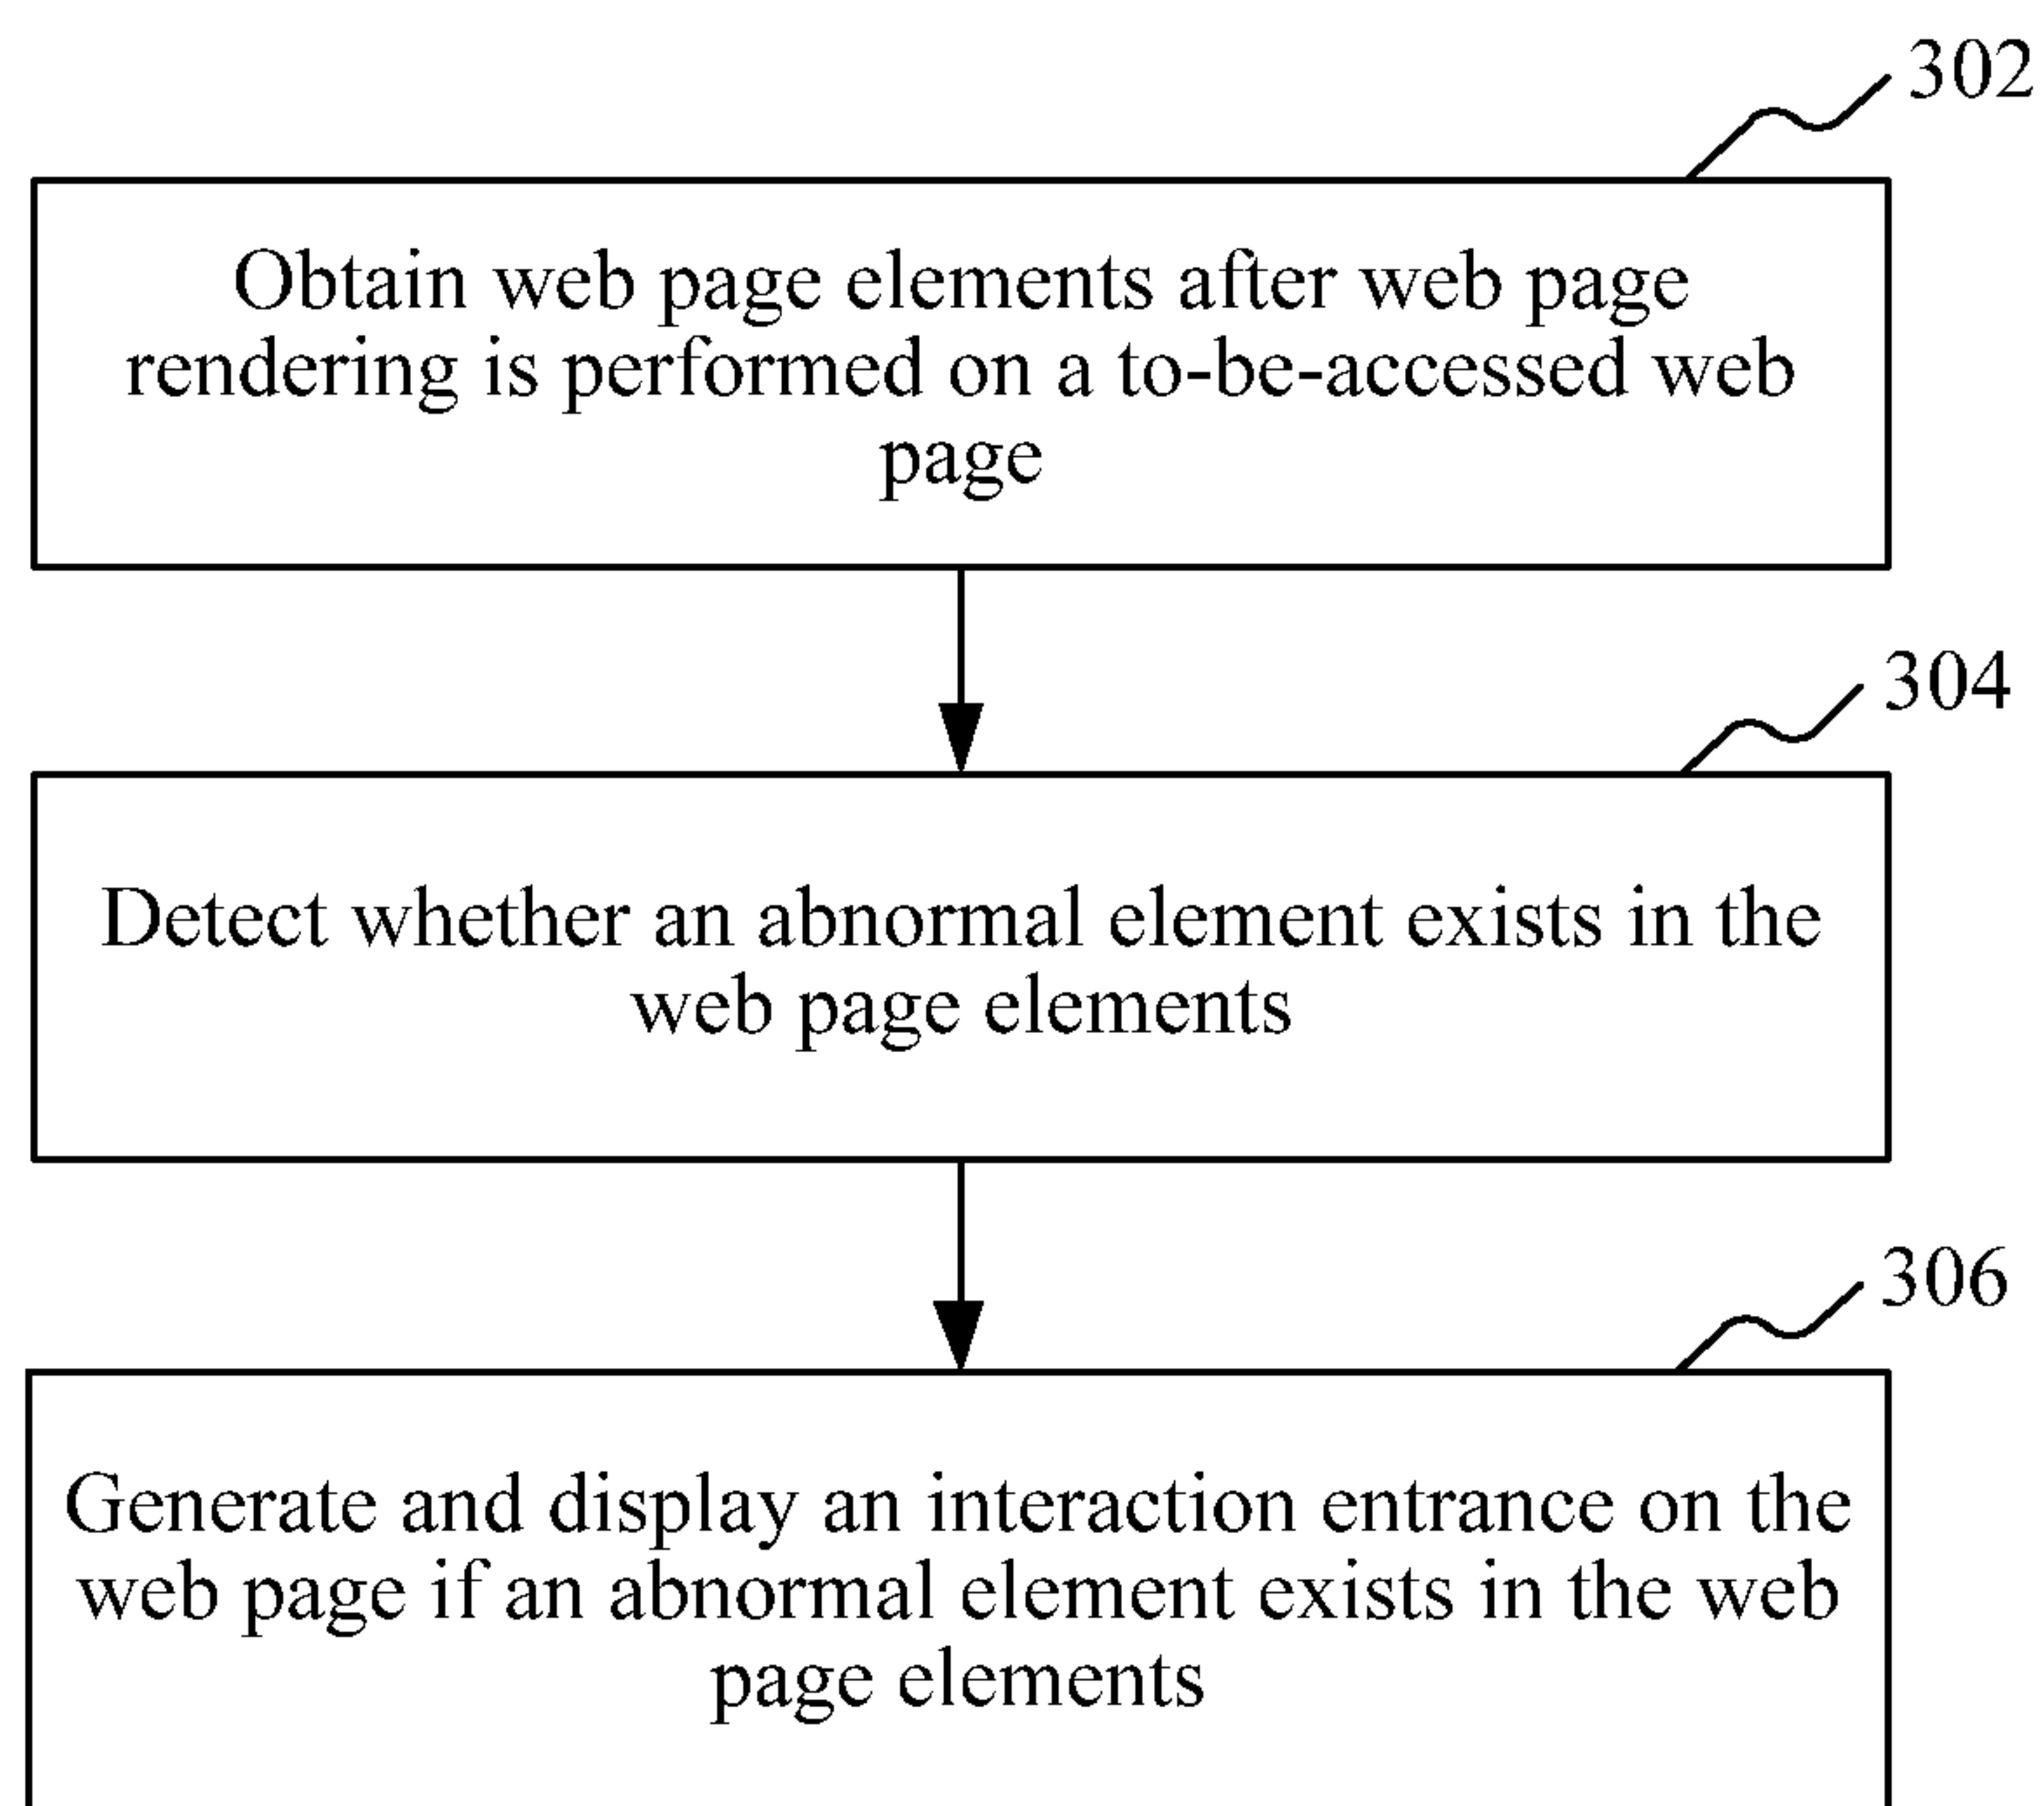 302
Obtain web page elements after web page
rendering is performed on a to-be-accessed web
page
304
Detect whether an abnormal element exists in the
web page elements
306
Generate and display an interaction entrance on the
web page if an abnormal element exists in the web
page elements